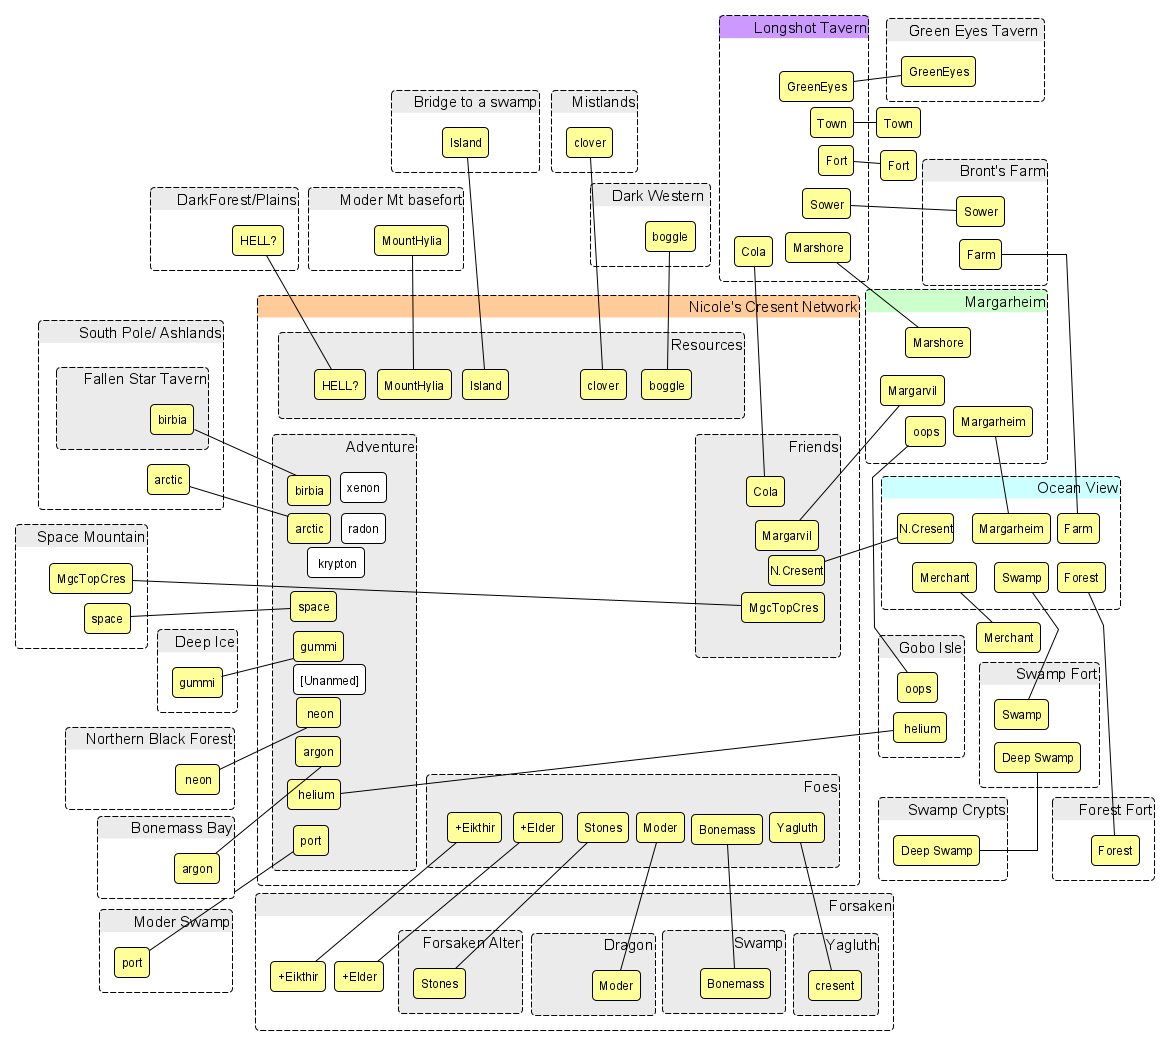 Longshot Tavern
Green Eyes Tavern
GreenEyes
GreenEyes
Bridge to a swamp
Mistlands
Town
Town
Island
clover
Fort
Fort
Bront's Farm
DarkForest/Plains
Moder Mt basefort
Dark Western
Sower
Sower
HELL?
MountHylia
boggle
Cola
Marshore
Farm
Nicole's Cresent Network
Margarheim
South Pole/ Ashlands
Resources
Marshore
Fallen Star Tavern
HELL?
MountHylia
Island
clover
boggle
Margarvil
birbia
oops
Margarheim
Adventure
Friends
arctic
birbia
xenon
Cola
Ocean View
arctic
radon
Margarvil
N.Cresent
Margarheim
Farm
Space Mountain
krypton
N.Cresent
MgcTopCres
Merchant
Swamp
Forest
space
space
MgcTopCres
Deep Ice
gummi
Merchant
Gobo Isle
gummi
[Unanmed]
oops
Swamp Fort
neon
Swamp
helium
Northern Black Forest
argon
Deep Swamp
neon
helium
Foes
Swamp Crypts
Forest Fort
Bonemass Bay
port
+Eikthir
+Elder
Stones
Moder
Bonemass
Yagluth
Deep Swamp
Forest
argon
Forsaken
Moder Swamp
Forsaken Alter
Dragon
Swamp
Yagluth
port
+Eikthir
+Elder
Stones
Moder
Bonemass
cresent